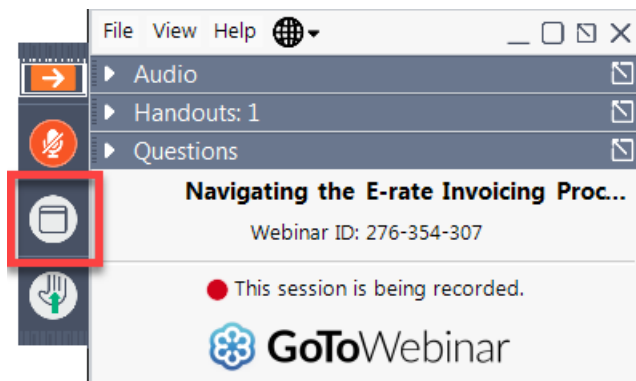 File View Help
Audio
Handouts: 1
Questions
Navigating the E-rate Invoicing Proc...
Webinar ID: 276-354-307
This session is being recorded.
GoToWebinar